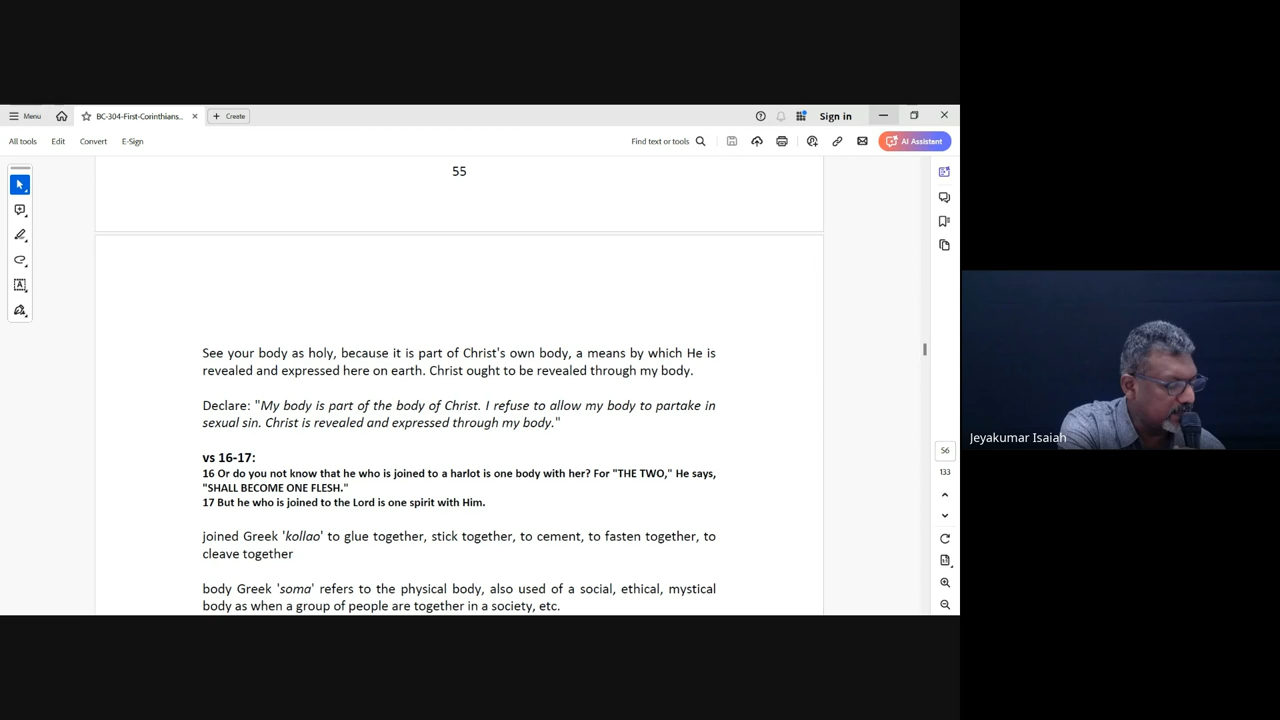 Menu
BC-304-First-Corinthians...
Create
Sign in
All tools
Edit
Convert
E-Sign
Find text or tools
AI Assistant
55
See your body as holy, because it is part of Christ's own body, a means by which He is
revealed and expressed here on earth. Christ ought to be revealed through my body.
Declare: "My body is part of the body of Christ. I refuse to allow my body to partake in
sexual sin. Christ is revealed and expressed through my body."
vs 16-17:
16 Or do you not know that he who is joined to a harlot is one body with her? For "THE TWO," He says,
"SHALL BECOME ONE FLESH."
17 But he who is joined to the Lord is one spirit with Him.
joined Greek 'kollao' to glue together, stick together, to cement, to fasten together, to
cleave together
body Greek 'soma' refers to the physical body, also used of a social, ethical, mystical
body as when a group of people are together in a society, etc.
56
133
Jeyakumar Isaiah